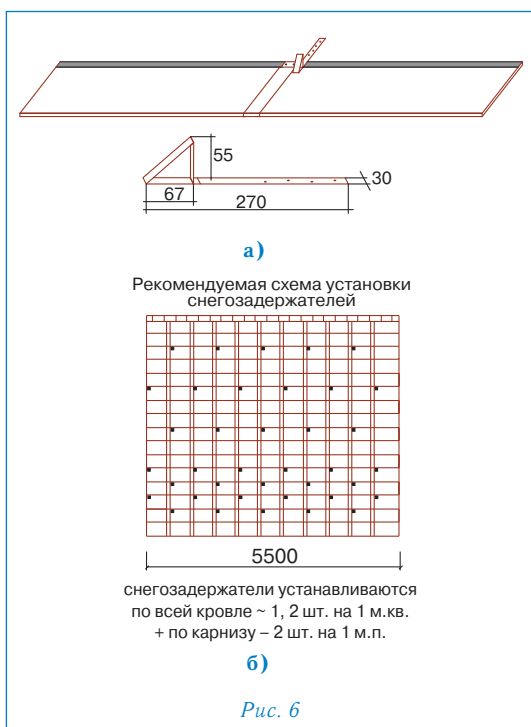 55
30
67
270
а)
Рекомендуемая схема установки
снегозадержателей
5500
снегозадержатели устанавливаются
по всей кровле ~ 1, 2 шт. на 1 м.кв.
+ по карнизу – 2 шт. на 1 м.п.
б)
Рис. 6